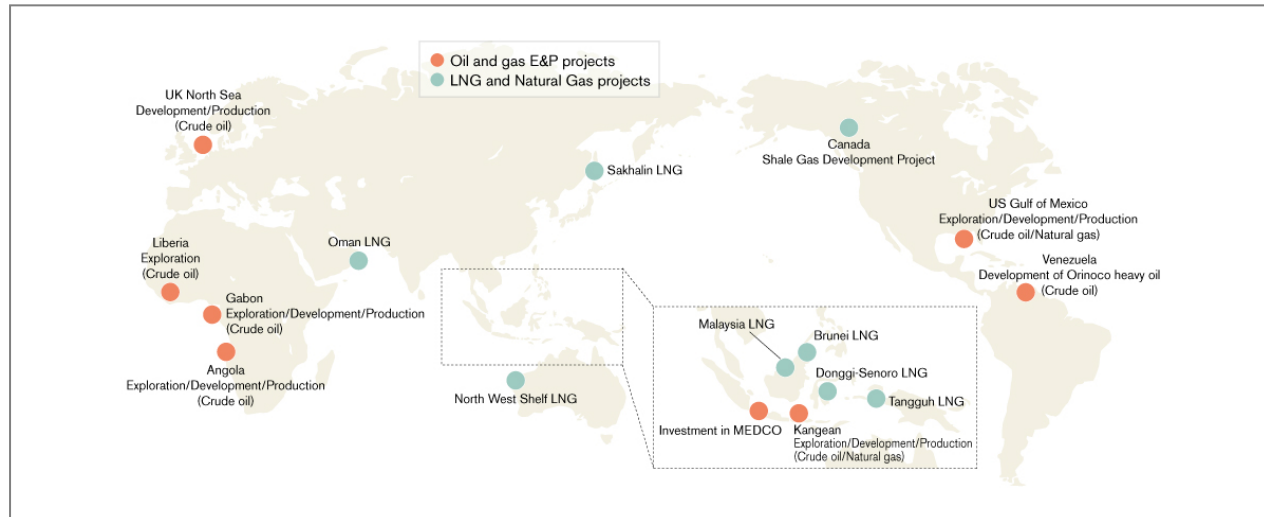 Oil and gas E&P projects
LNG and Natural Gas projects
UK North Sea
Development/Production
(Crude oil)
Sakhalin LNG
Canada
Shale Gas Development Project
US Gulf of Mexico
Exploration/Development/Production
(Crude oil/Natural gas)
Liberia
Exploration
(Crude oil)
Oman LNG
Venezuela
Development of Orinoco heavy oil
(Crude oil)
Gabon
Exploration/Development/Production
(Crude oil)
Angola
Exploration/Development/Production
(Crude oil)
North West Shelf LNG
Malaysia LNG
Brunei LNG
Donggi-Senoro LNG
Tangguh LNG
Investment in MEDCO
Kangean
Exploration/Development/Production
(Crude oil/Natural gas)